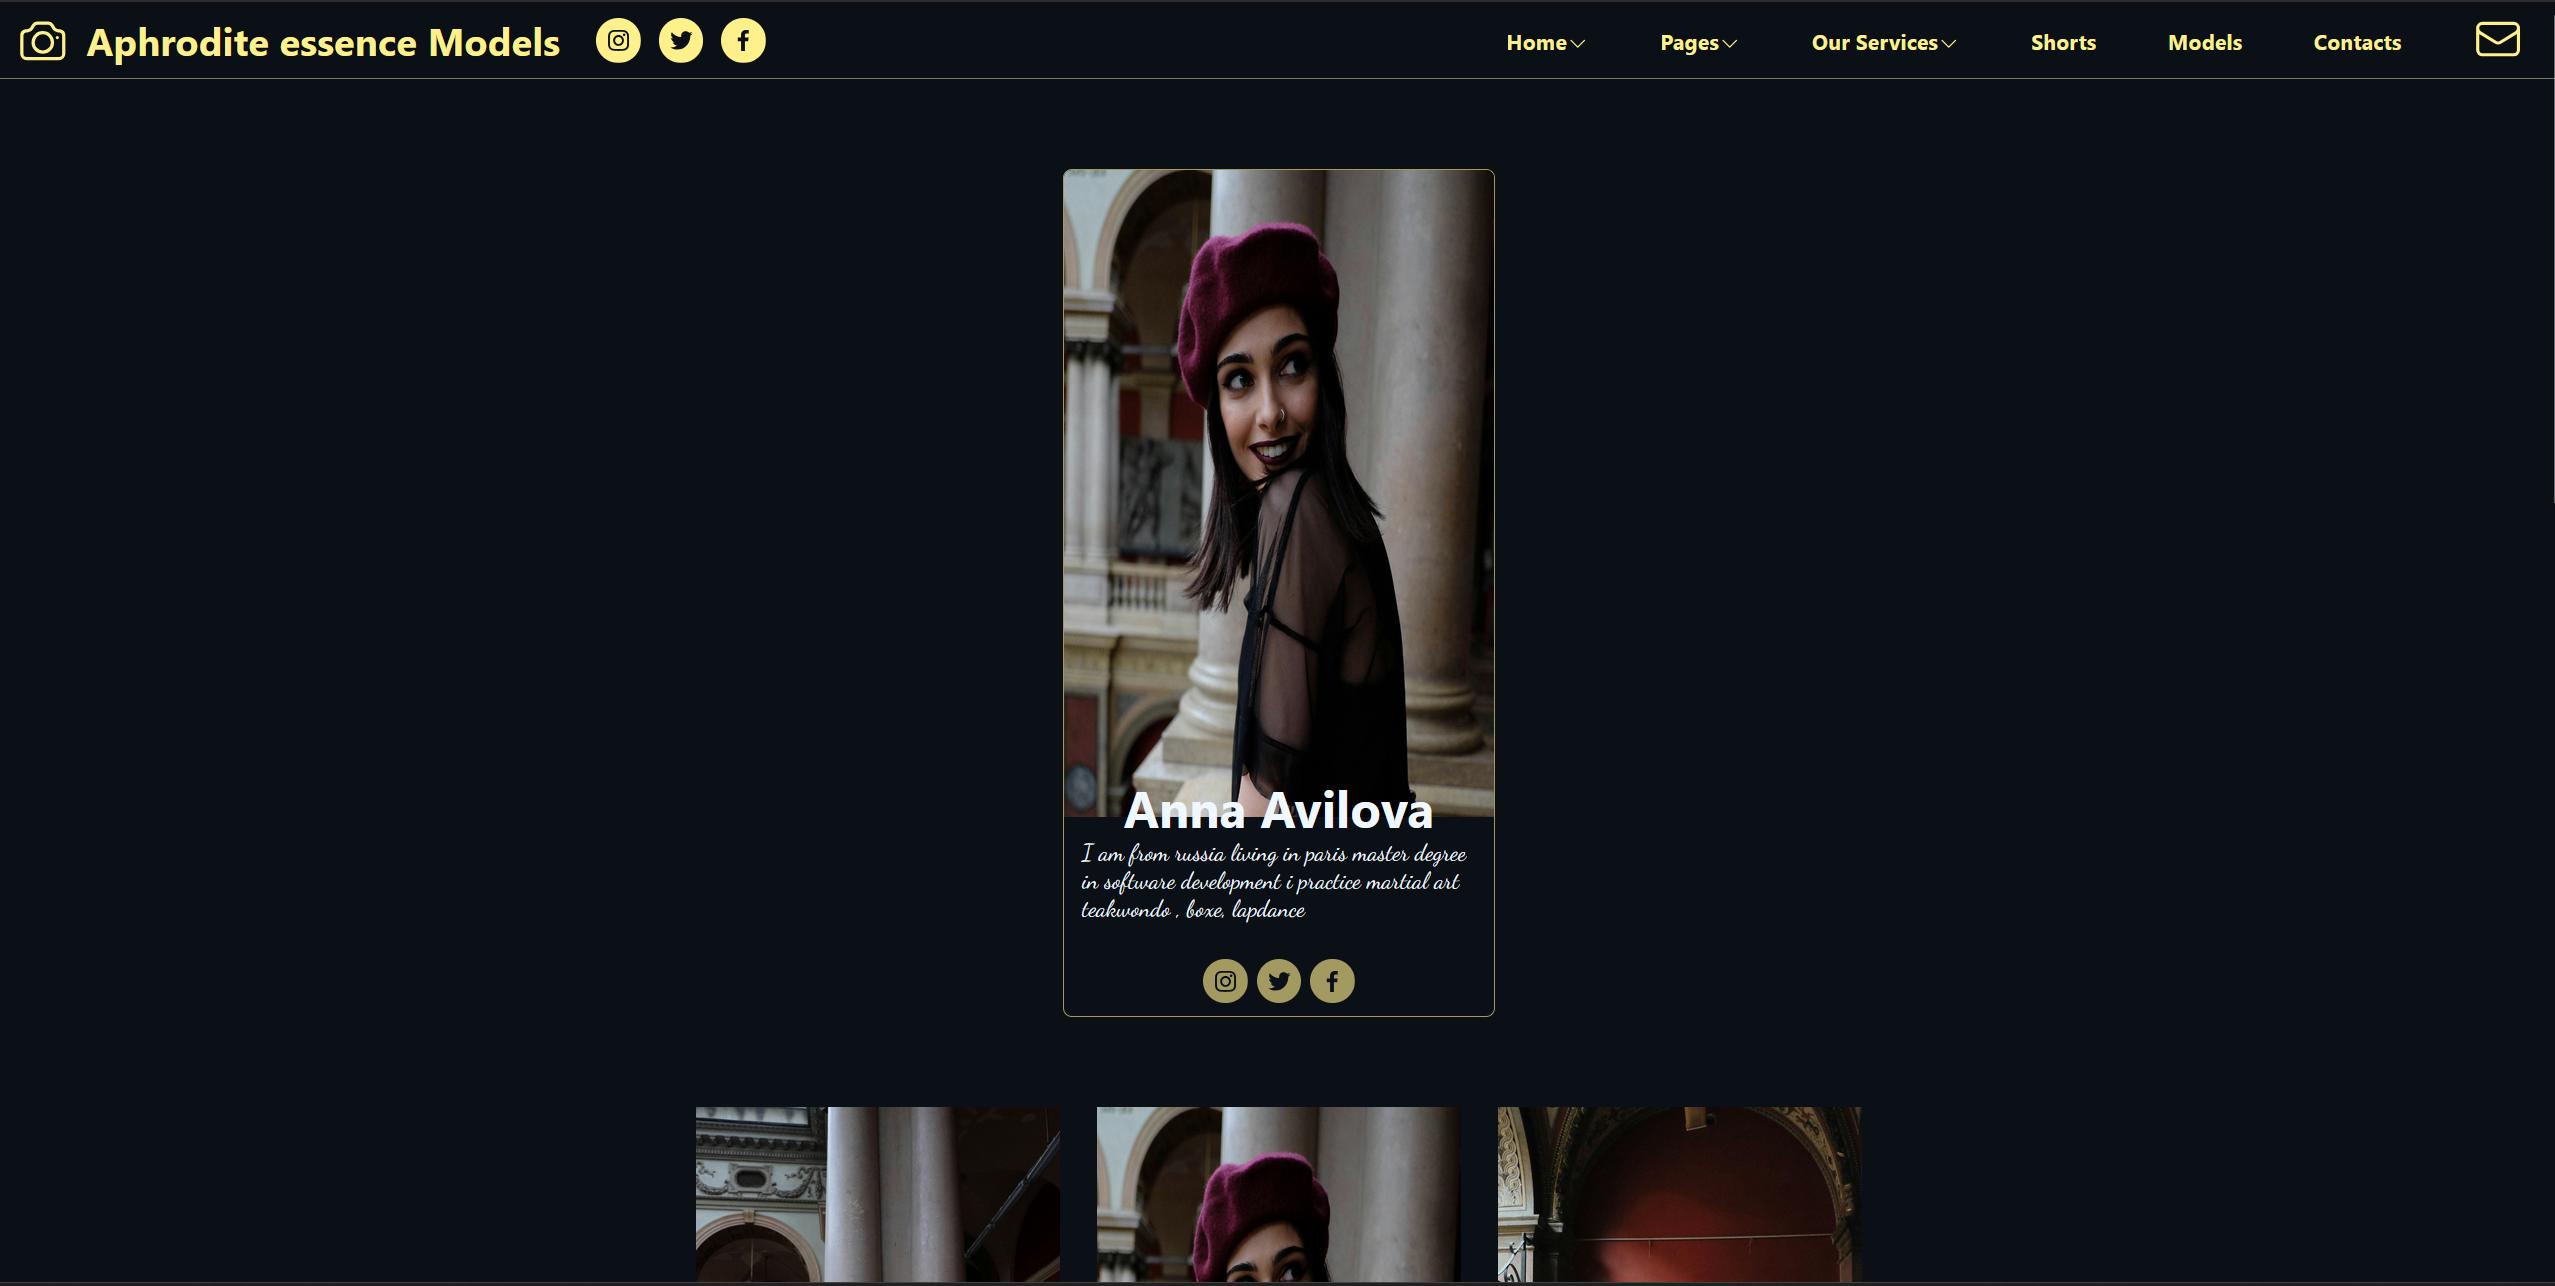 Aphrodite essence Models
Home Pages Our Services Shorts Models Contacts
Anna Avilova
I am from russia living in paris master degree
in software development i practice martial art
teakwondo , boxe, lapdance